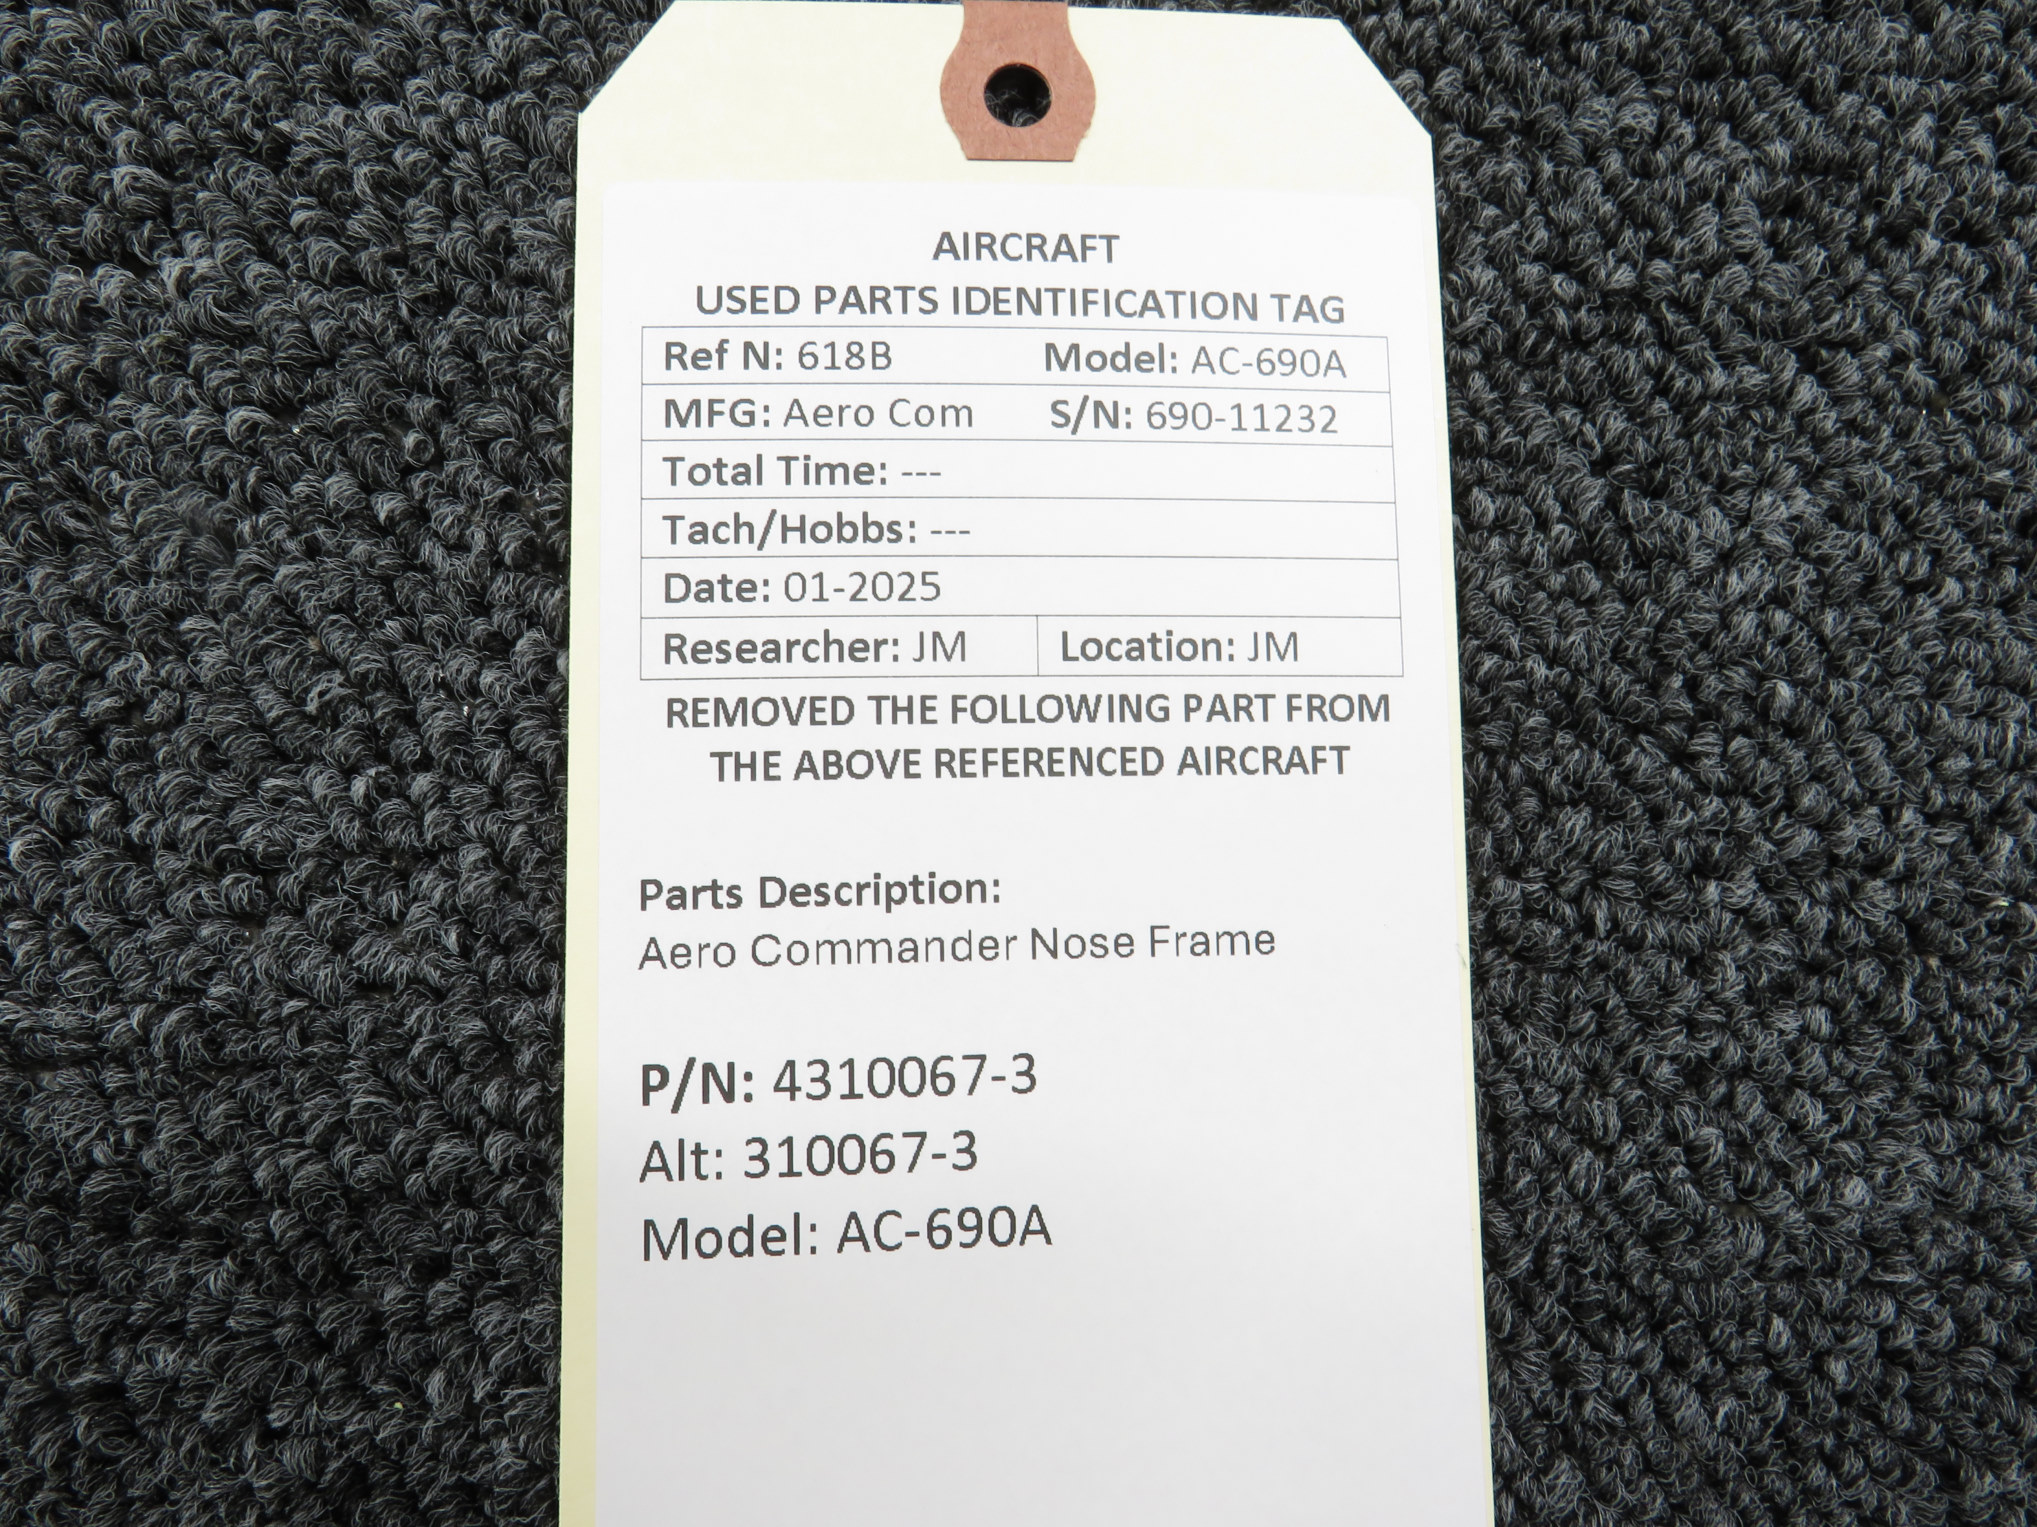 AIRCRAFT
USED PARTS IDENTIFICATION TAG
Ref N: 618B Model: AC-690A
MFG: Aero Com S/N: 690-11232
Total Time: ---
Tach/Hobbs: ---
Date: 01-2025
Researcher: JM Location: JM
REMOVED THE FOLLOWING PART FROM
THE ABOVE REFERENCED AIRCRAFT
Parts Description:
Aero Commander Nose Frame
P/N: 4310067-3
Alt: 310067-3
Model: AC-690A